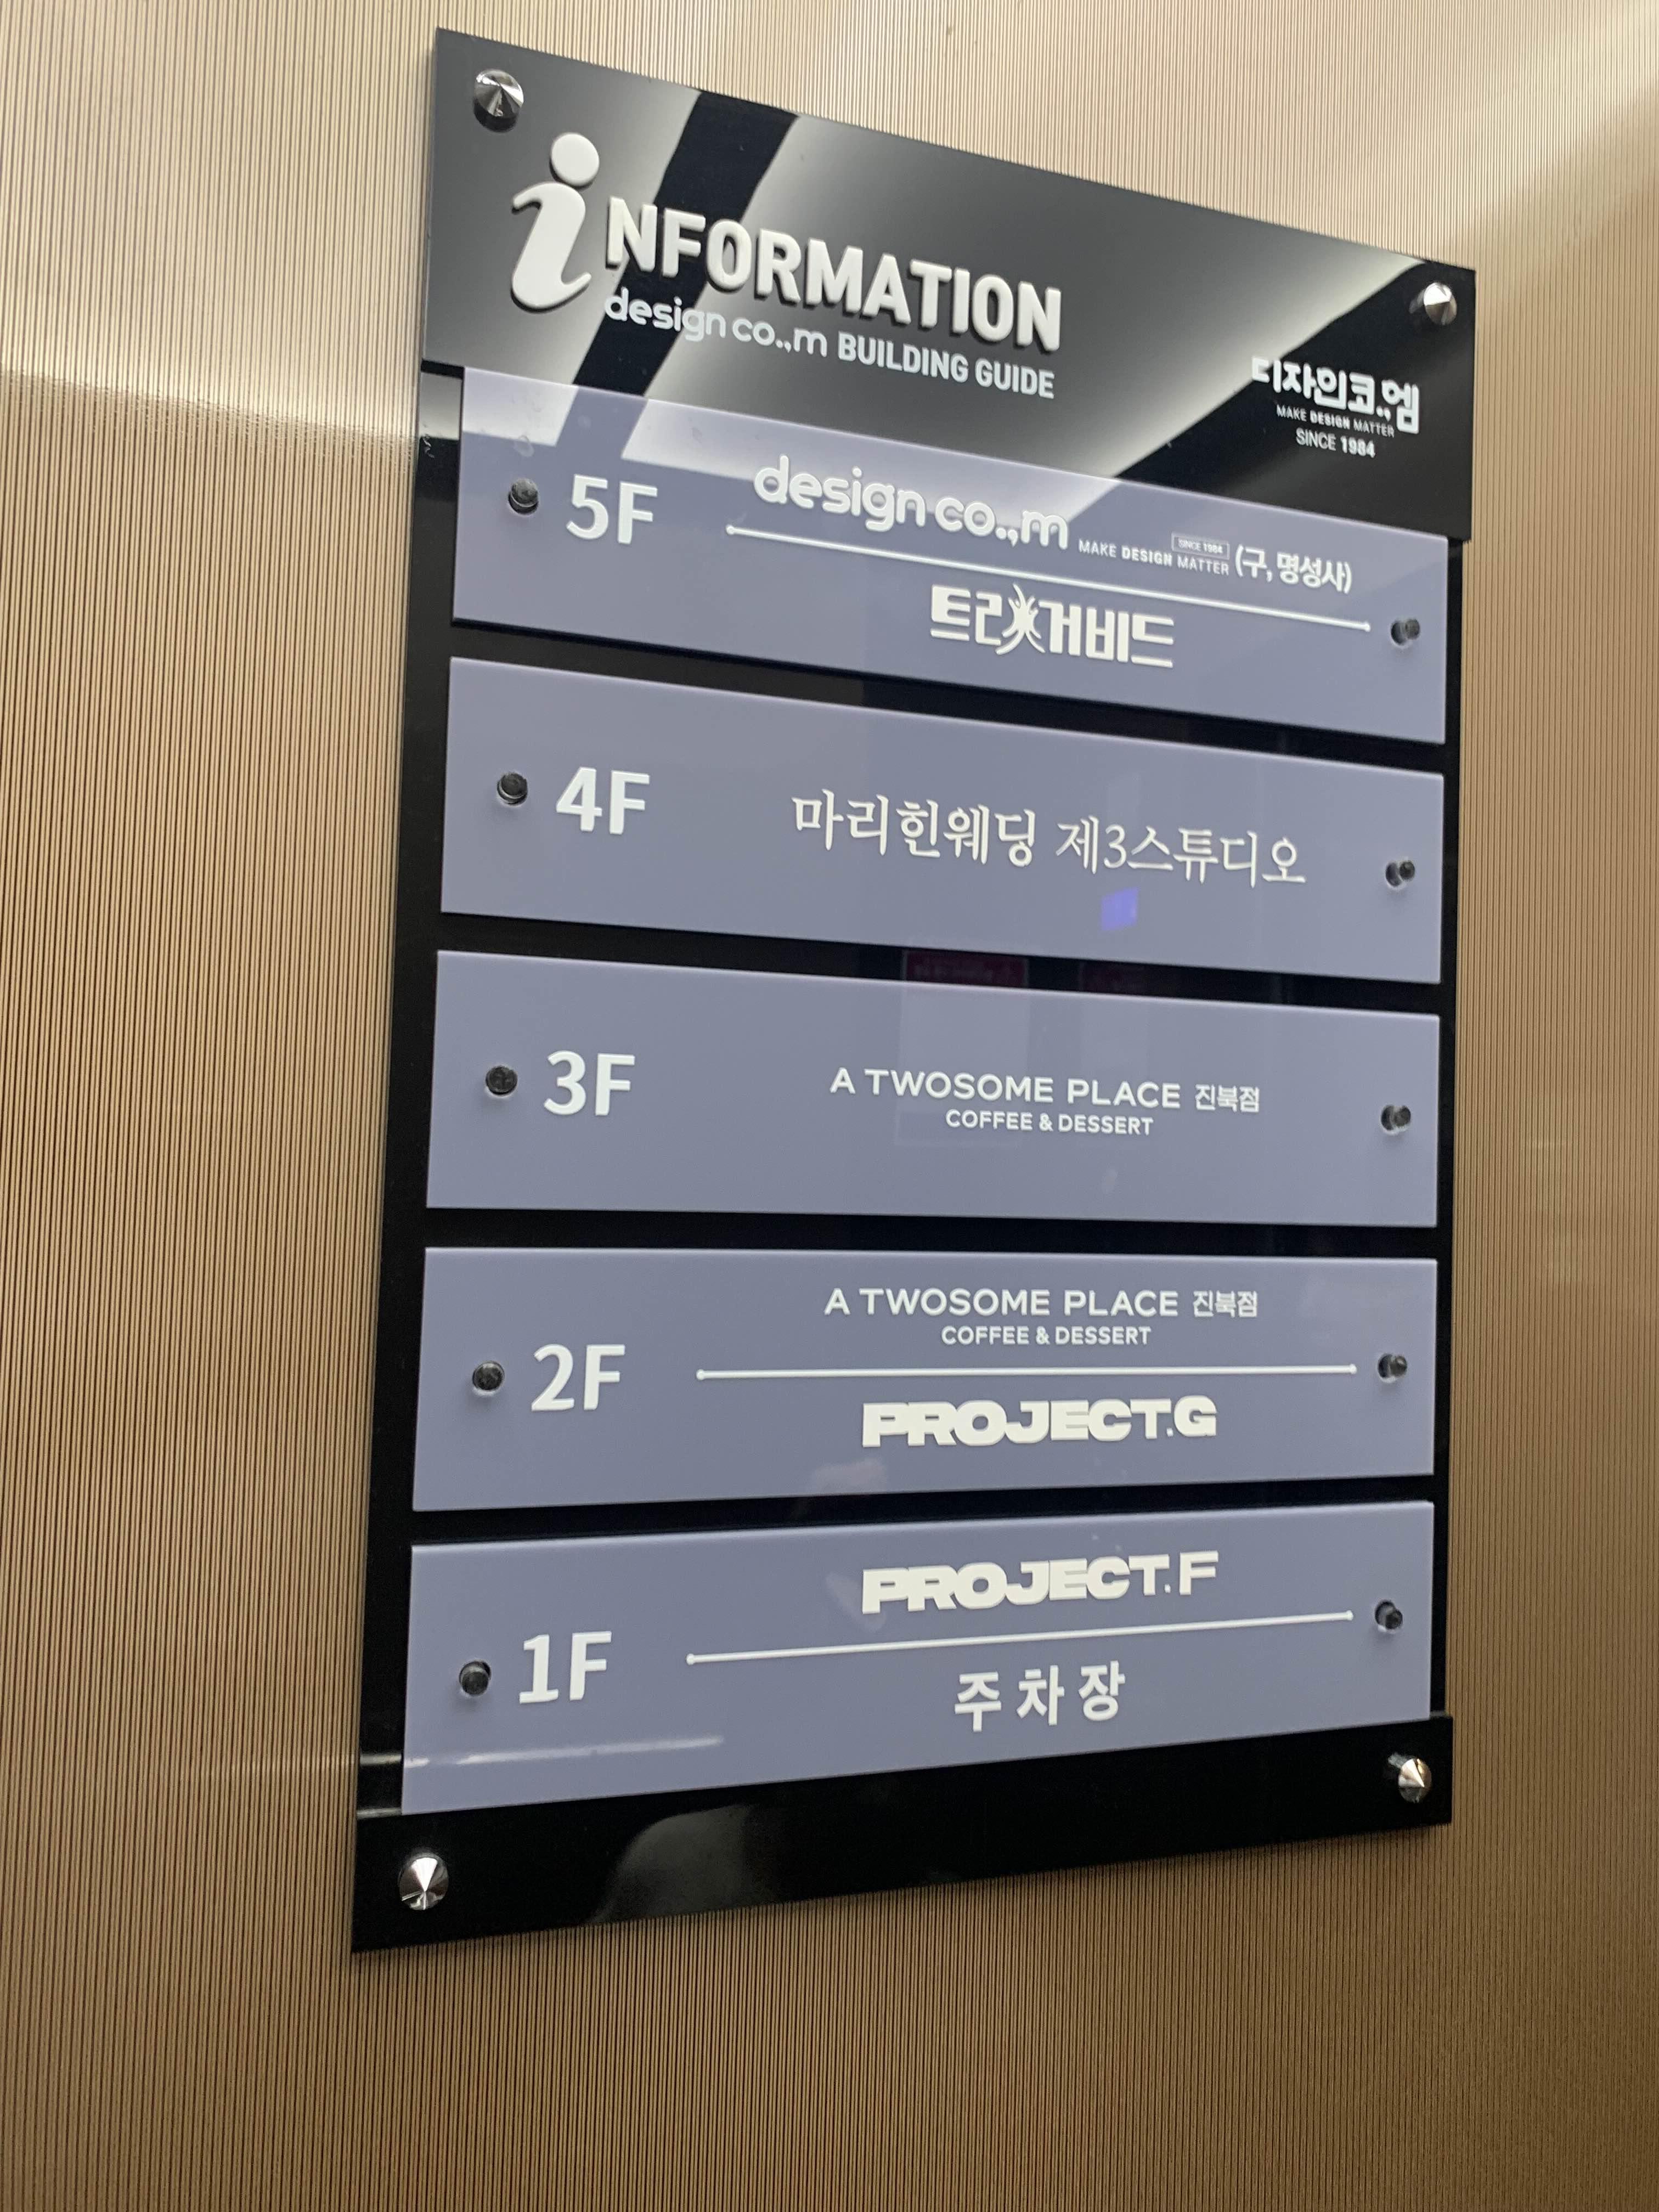 iNFORMATION
design co.,m BUILDING GUIDE
디자인코.,엠
MAKE DESIGN MATTER
SINCE 1984
5F
design co.,m MAKE DESIGN MATTER SINCE 1984 (구, 명성사)
트리거비드
4F
마리힌웨딩 제3스튜디오
3F
A TWOSOME PLACE 진북점
COFFEE & DESSERT
2F
A TWOSOME PLACE 진북점
COFFEE & DESSERT
PROJECT.G
1F
PROJECT.F
주차장